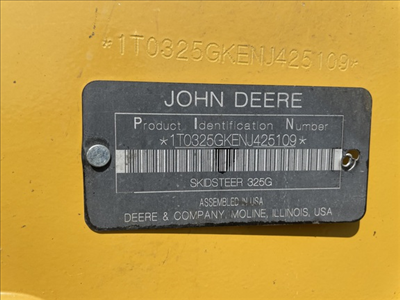 *1T0325GKENJ425109*
JOHN DEERE
Product Identification Number
*1T0325GKENJ425109*
SKIDSTEER 325G
ASSEMBLED IN USA
DEERE & COMPANY, MOLINE, ILLINOIS, USA